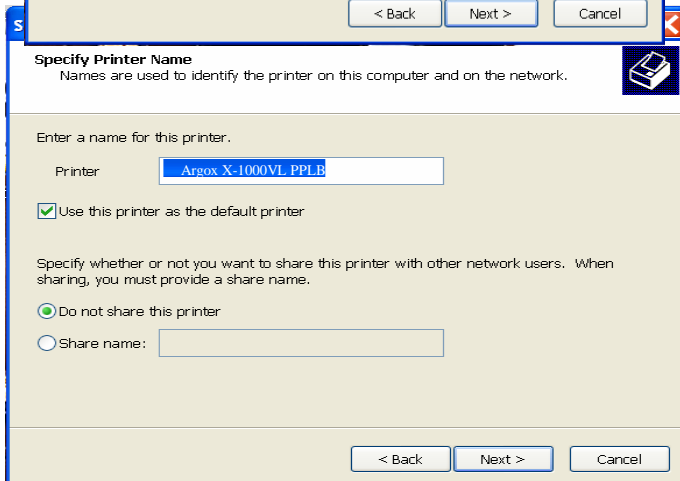 < Back Next > Cancel
S
Specify Printer Name
Names are used to identify the printer on this computer and on the network.
Enter a name for this printer.
Printer Argox X-1000VL PPLB
Use this printer as the default printer
Specify whether or not you want to share this printer with other network users. When
sharing, you must provide a share name.
Do not share this printer
Share name:
< Back Next > Cancel